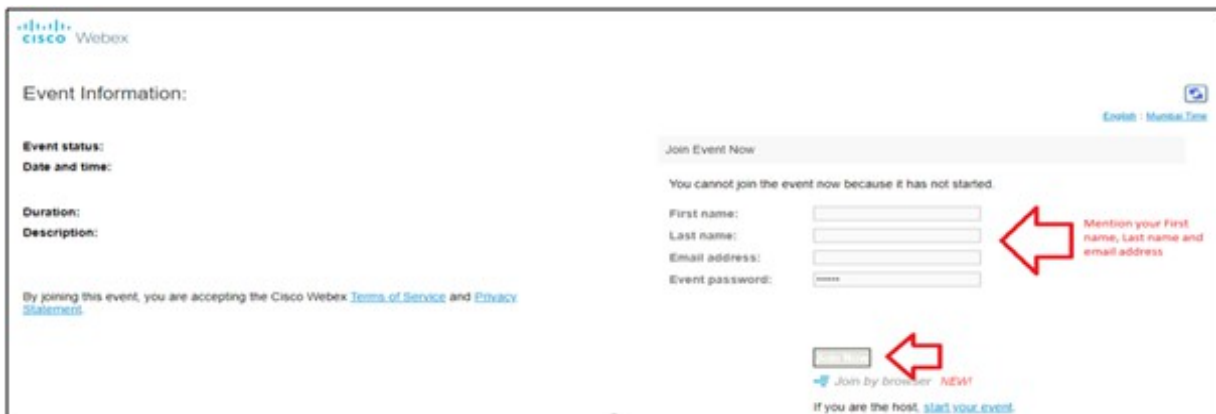 CISCO Webex
Event Information:
English : Mumbai Time
Event status:
Date and time:
Duration:
Description:
By joining this event, you are accepting the Cisco Webex Terms of Service and Privacy
Statement.
Join Event Now
You cannot join the event now because it has not started.
First name:
Last name:
Email address:
Event password:
Mention your First
name, Last name and
email address
Join Now
Join by browser NEW!
If you are the host, start your event.